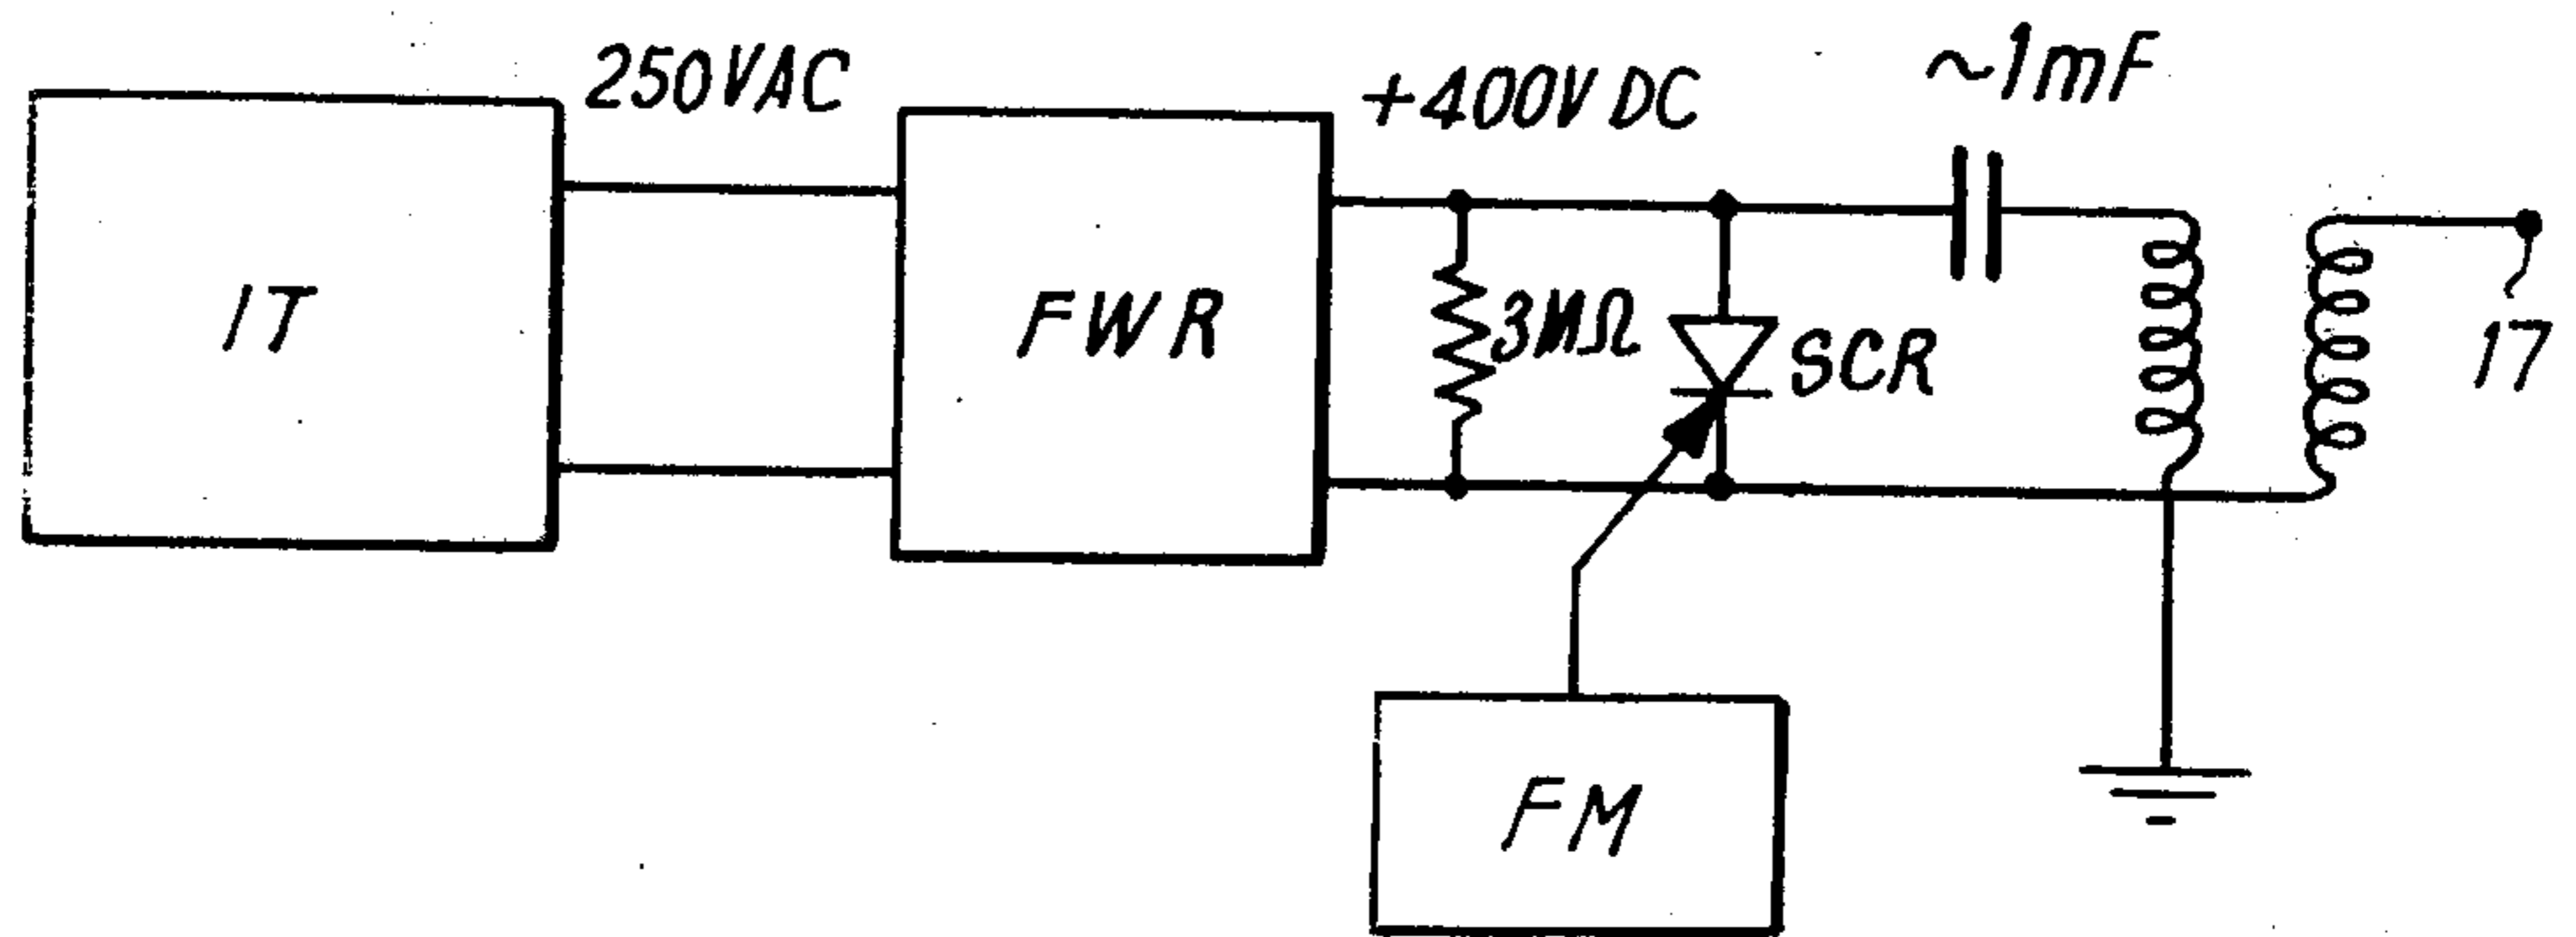 250VAC
+400V DC
~1mF
IT
FWR
3MΩ
SCR
17
FM